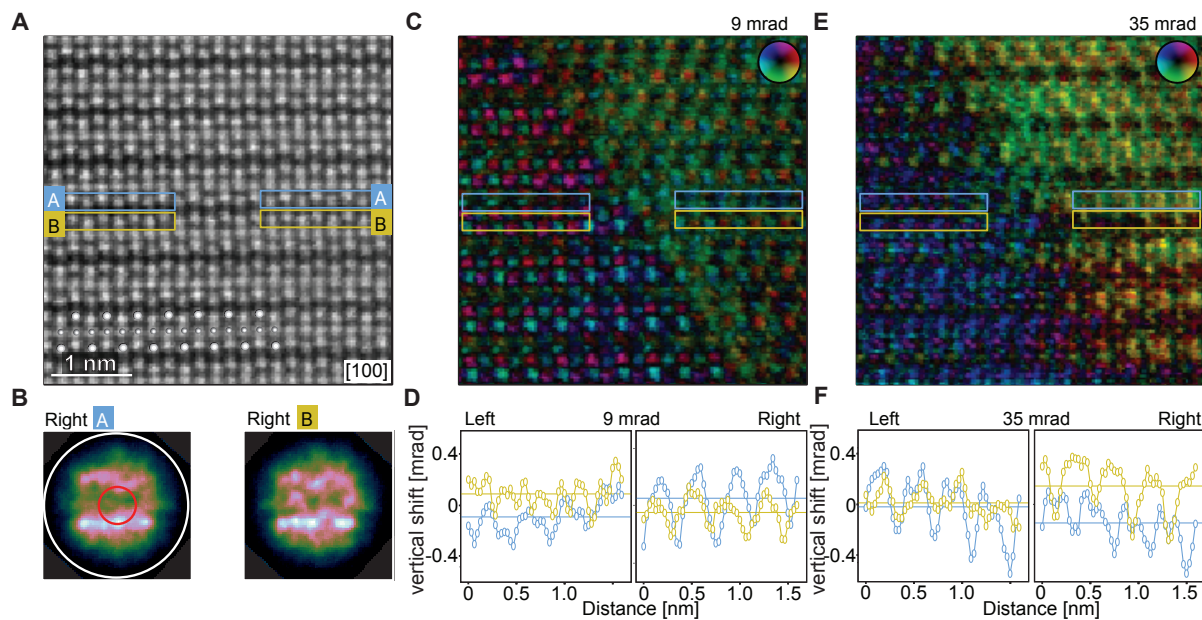 A
C
9 mrad
E
35 mrad
A
A
B
B
1 nm
[100]
B
Right A
Right B
D
Left
9 mrad
Right
F
Left
35 mrad
Right
vertical shift [mrad]
0.4
0
-0.4
0
0.5
1.0
0
0.5
1.0
1.5
Distance [nm]
vertical shift [mrad]
0.4
0
-0.4
0
0.5
1.0
1.5
0
0.5
1.0
1.5
Distance [nm]